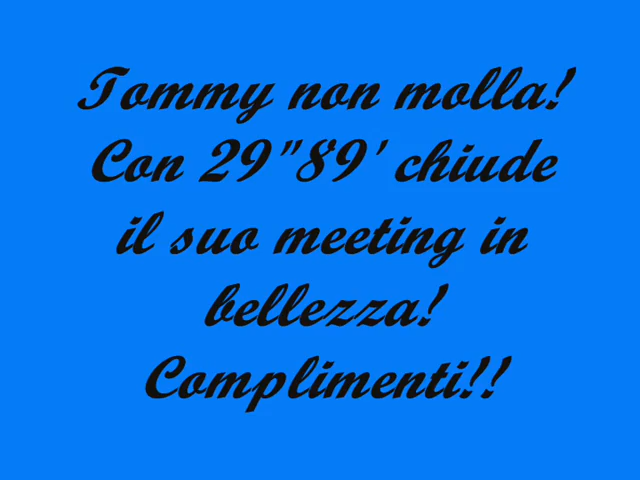 Tommy non molla!
Con 29"89' chiude
il suo meeting in
bellezza!
Complimenti!!